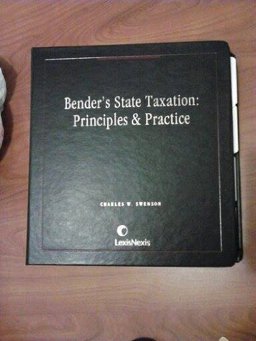 Bender's State Taxation:
Principles & Practice
CHARLES W. SWENSON
LexisNexis